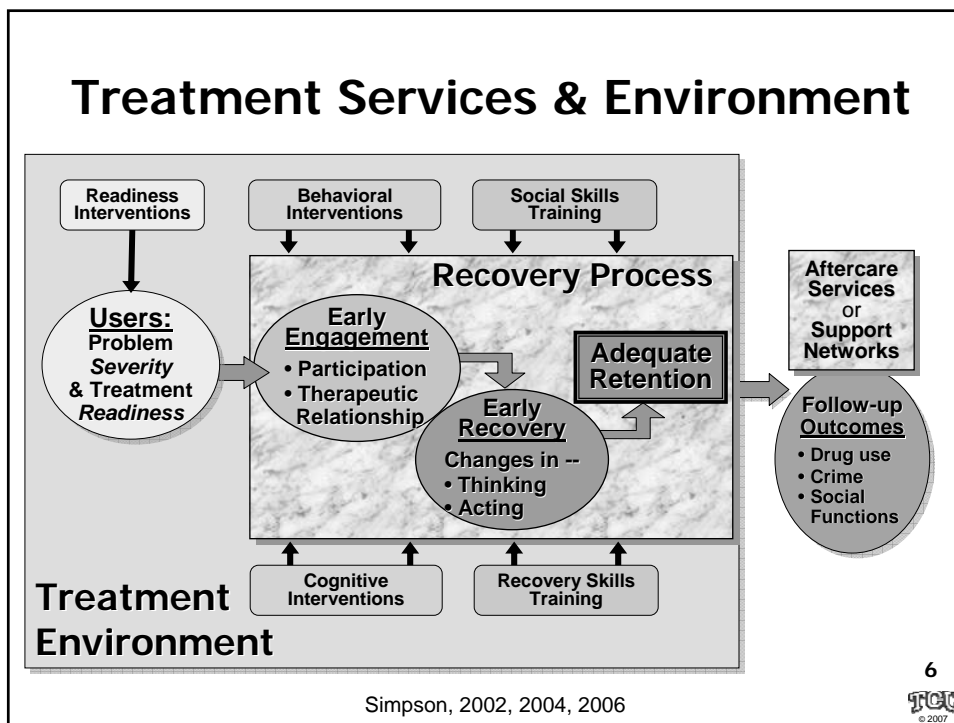 Treatment Services & Environment
Readiness
Interventions
Behavioral
Interventions
Social Skills
Training
Recovery Process
Users:
Problem
Severity
& Treatment
Readiness
Early
Engagement
• Participation
• Therapeutic
Relationship
Early
Recovery
Changes in --
• Thinking
• Acting
Adequate
Retention
Aftercare
Services
or
Support
Networks
Follow-up
Outcomes
• Drug use
• Crime
• Social
Functions
Cognitive
Interventions
Recovery Skills
Training
Treatment
Environment
Simpson, 2002, 2004, 2006
6
TCU
© 2007